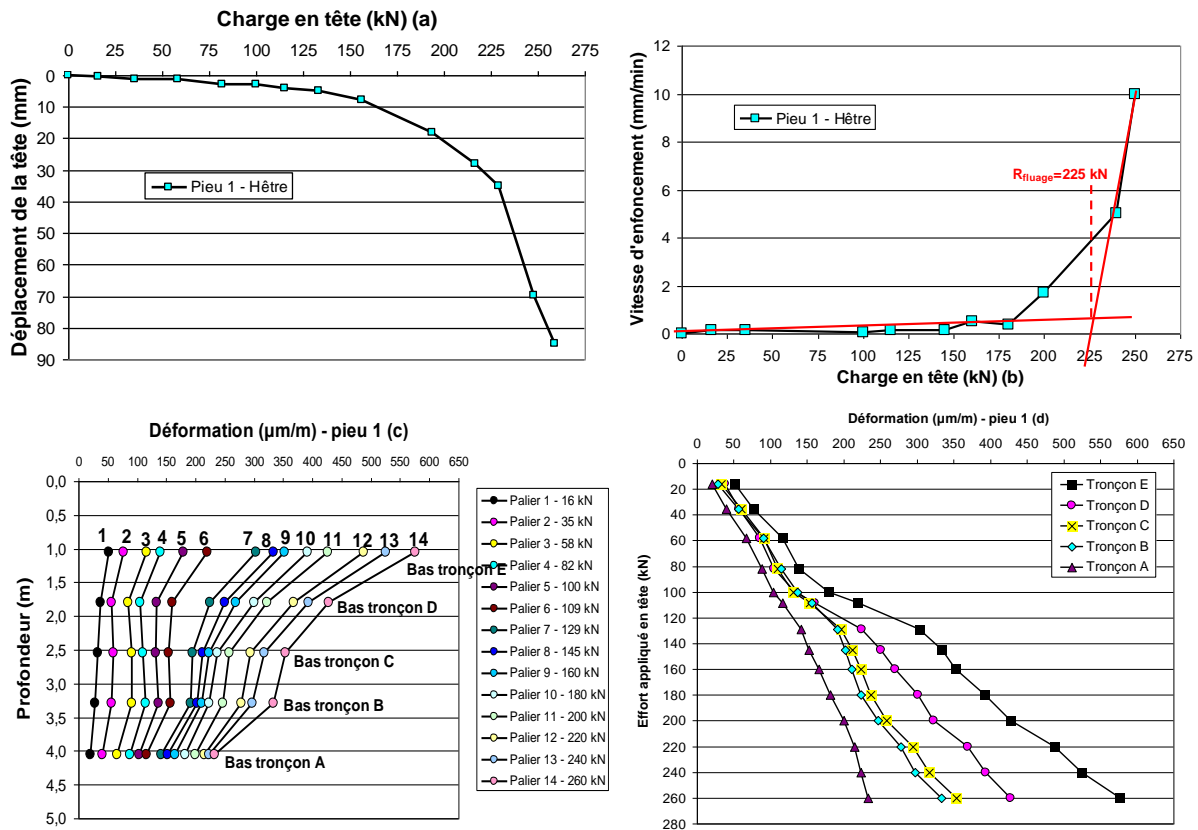 Charge en tête (kN) (a)
0 25 50 75 100 125 150 175 200 225 250 275
Déplacement de la tête (mm)
0
10
20
30
40
50
60
70
80
90
Pieu 1 - Hêtre
Vitesse d'enfoncement (mm/min)
12
10
8
6
4
2
0
Pieu 1 - Hêtre
Rfluage=225 kN
0 25 50 75 100 125 150 175 200 225 250 275
Charge en tête (kN) (b)
Déformation (µm/m) - pieu 1 (c)
0 50 100 150 200 250 300 350 400 450 500 550 600 650
Profondeur (m)
0,0
0,5
1,0
1,5
2,0
2,5
3,0
3,5
4,0
4,5
5,0
1 2 3 4 5 6 7 8 9 10 11 12 13 14
Bas tronçon E
Bas tronçon D
Bas tronçon C
Bas tronçon B
Bas tronçon A
Palier 1 - 16 kN
Palier 2 - 35 kN
Palier 3 - 58 kN
Palier 4 - 82 kN
Palier 5 - 100 kN
Palier 6 - 109 kN
Palier 7 - 129 kN
Palier 8 - 145 kN
Palier 9 - 160 kN
Palier 10 - 180 kN
Palier 11 - 200 kN
Palier 12 - 220 kN
Palier 13 - 240 kN
Palier 14 - 260 kN
Déformation (µm/m) - pieu 1 (d)
0 50 100 150 200 250 300 350 400 450 500 550 600 650
Effort appliqué en tête (kN)
0
20
40
60
80
100
120
140
160
180
200
220
240
260
280
Tronçon E
Tronçon D
Tronçon C
Tronçon B
Tronçon A